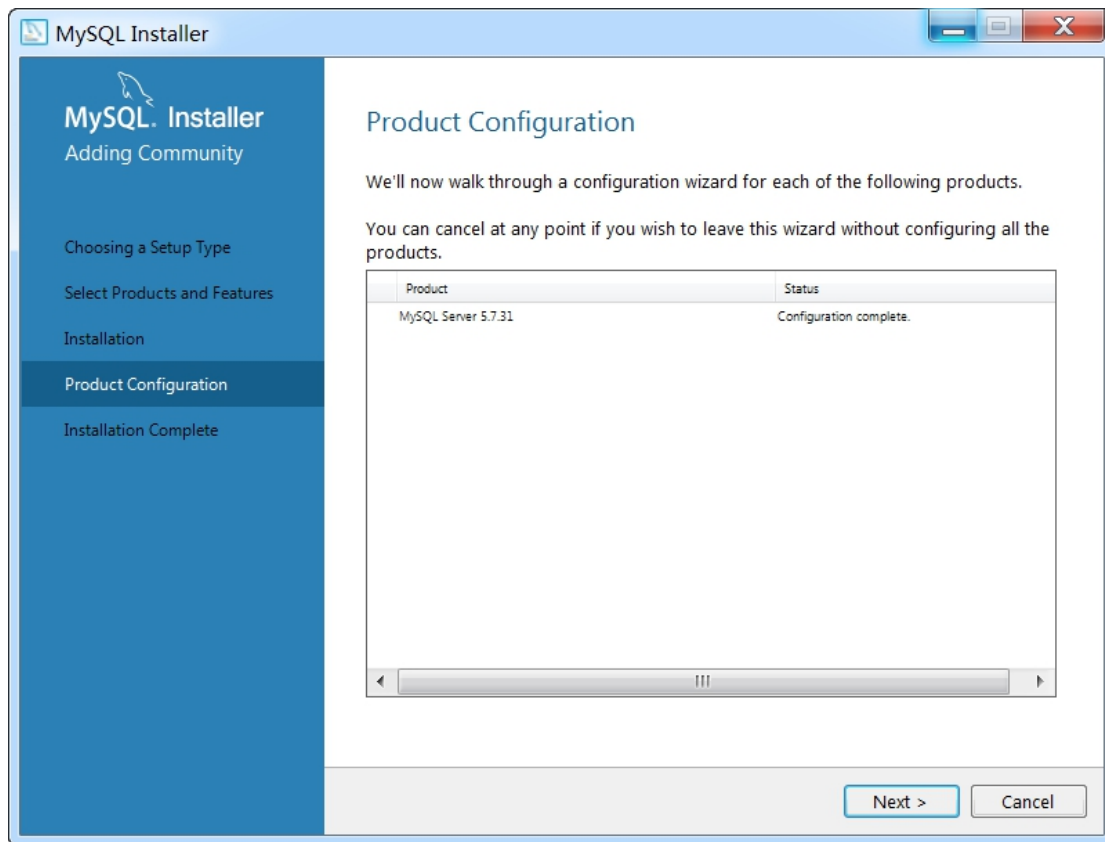 MySQL Installer
MySQL. Installer
Adding Community
Choosing a Setup Type
Select Products and Features
Installation
Product Configuration
Installation Complete
Product Configuration
We'll now walk through a configuration wizard for each of the following products.
You can cancel at any point if you wish to leave this wizard without configuring all the
products.
Product Status
MySQL Server 5.7.31 Configuration complete.
Next > Cancel